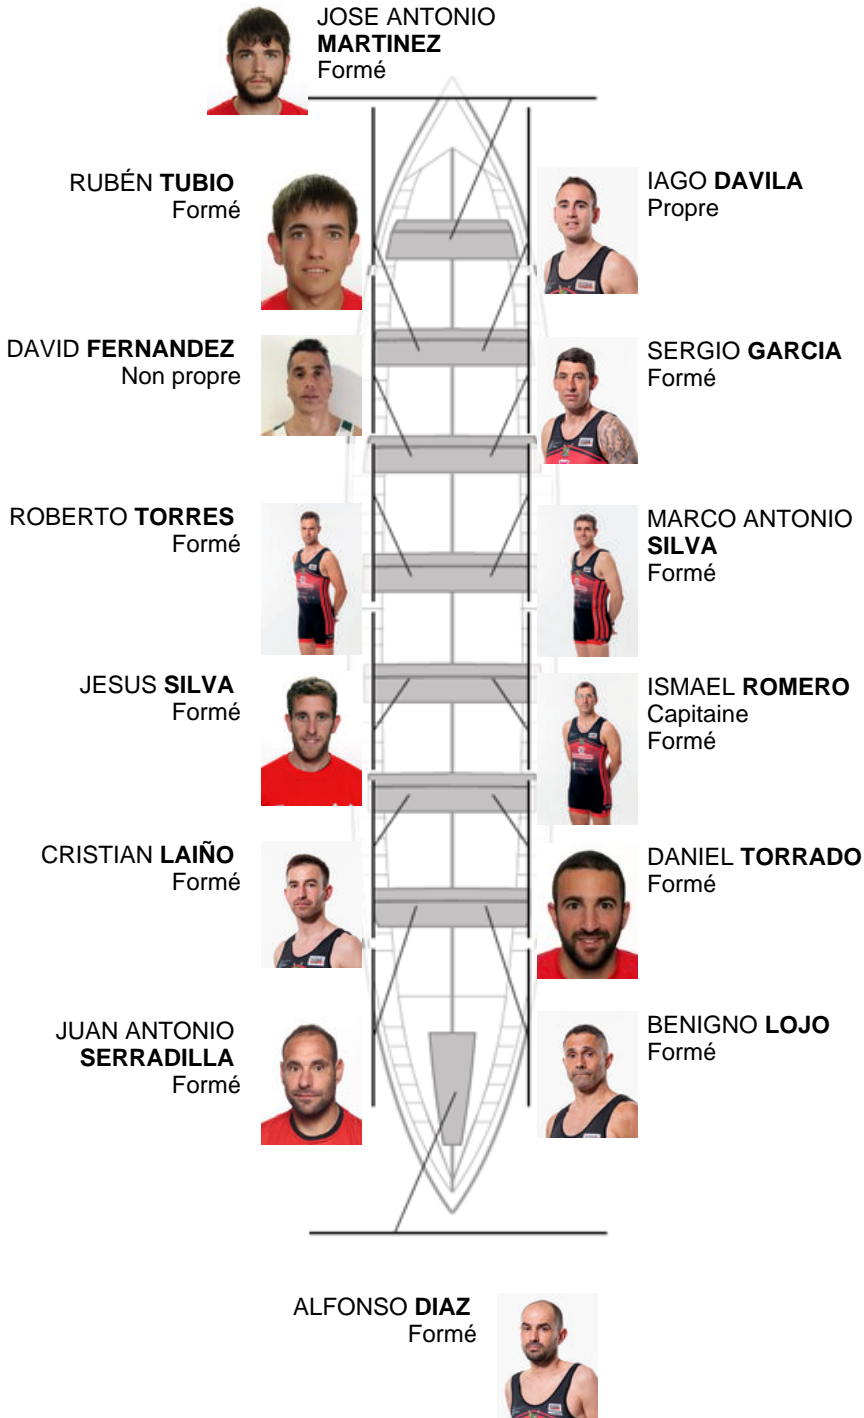 JOSE ANTONIO
MARTINEZ
Formé
RUBÉN TUBIO
Formé
IAGO DAVILA
Propre
DAVID FERNANDEZ
Non propre
SERGIO GARCIA
Formé
ROBERTO TORRES
Formé
MARCO ANTONIO
SILVA
Formé
JESUS SILVA
Formé
ISMAEL ROMERO
Capitaine
Formé
CRISTIAN LAIÑO
Formé
DANIEL TORRADO
Formé
JUAN ANTONIO
SERRADILLA
Formé
BENIGNO LOJO
Formé
ALFONSO DIAZ
Formé